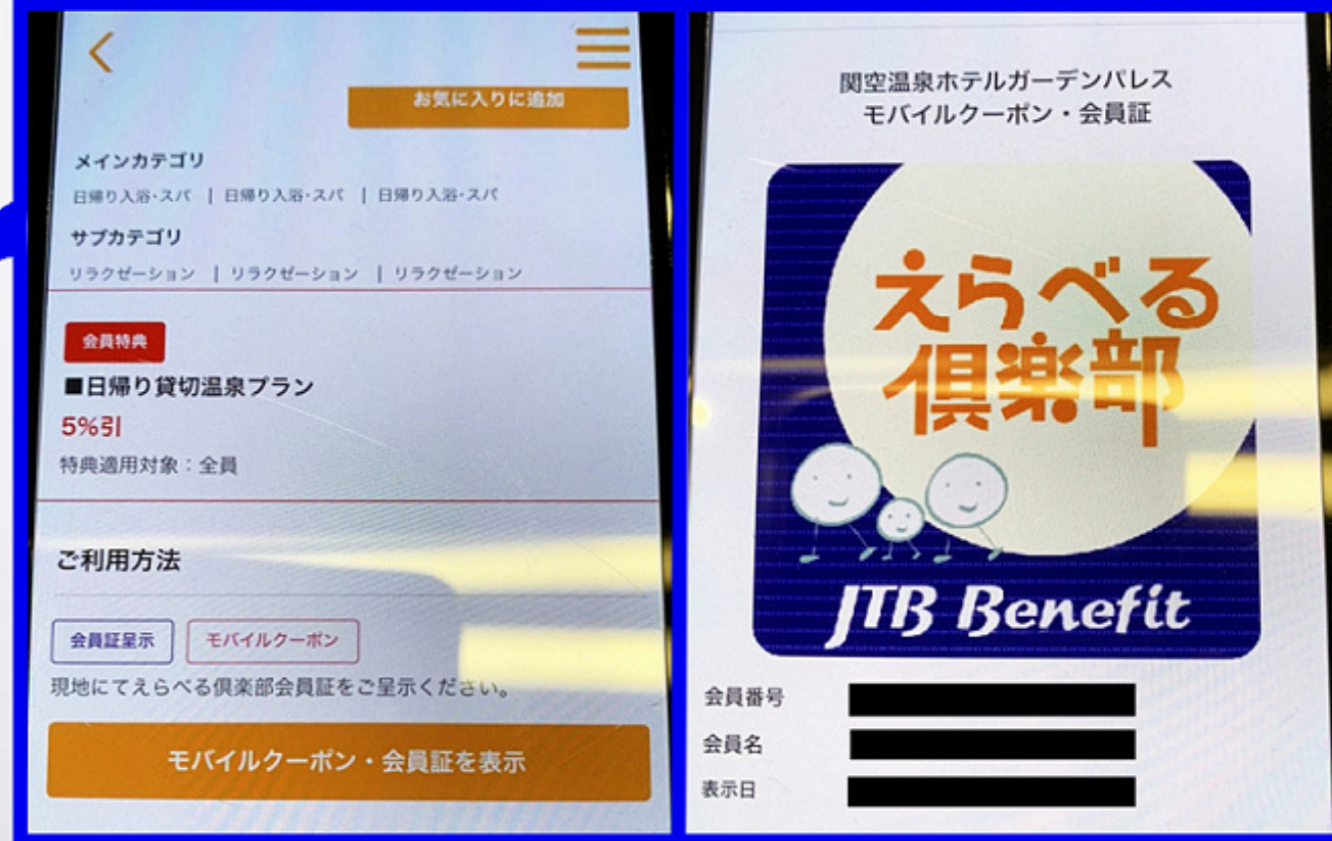 お気に入りに追加
メインカテゴリ
日帰り入浴・スパ | 日帰り入浴・スパ | 日帰り入浴・スパ
サブカテゴリ
リラクゼーション | リラクゼーション | リラクゼーション
会員特典
■日帰り貸切温泉プラン
5%引
特典適用対象：全員
ご利用方法
会員証呈示 モバイルクーポン
現地にてえらべる倶楽部会員証をご呈示ください。
モバイルクーポン・会員証を表示
関空温泉ホテルガーデンパレス
モバイルクーポン・会員証
えらべる
倶楽部
JTB Benefit
会員番号
会員名
表示日